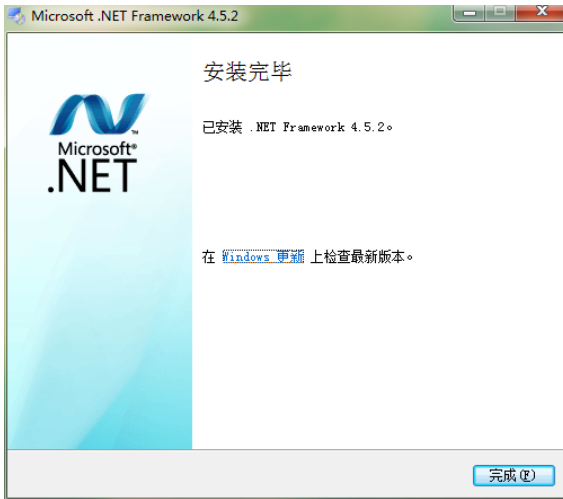 Microsoft .NET Framework 4.5.2
安装完毕
已安装 .NET Framework 4.5.2。
Microsoft®
.NET
在 Windows 更新 上检查最新版本。
完成(F)